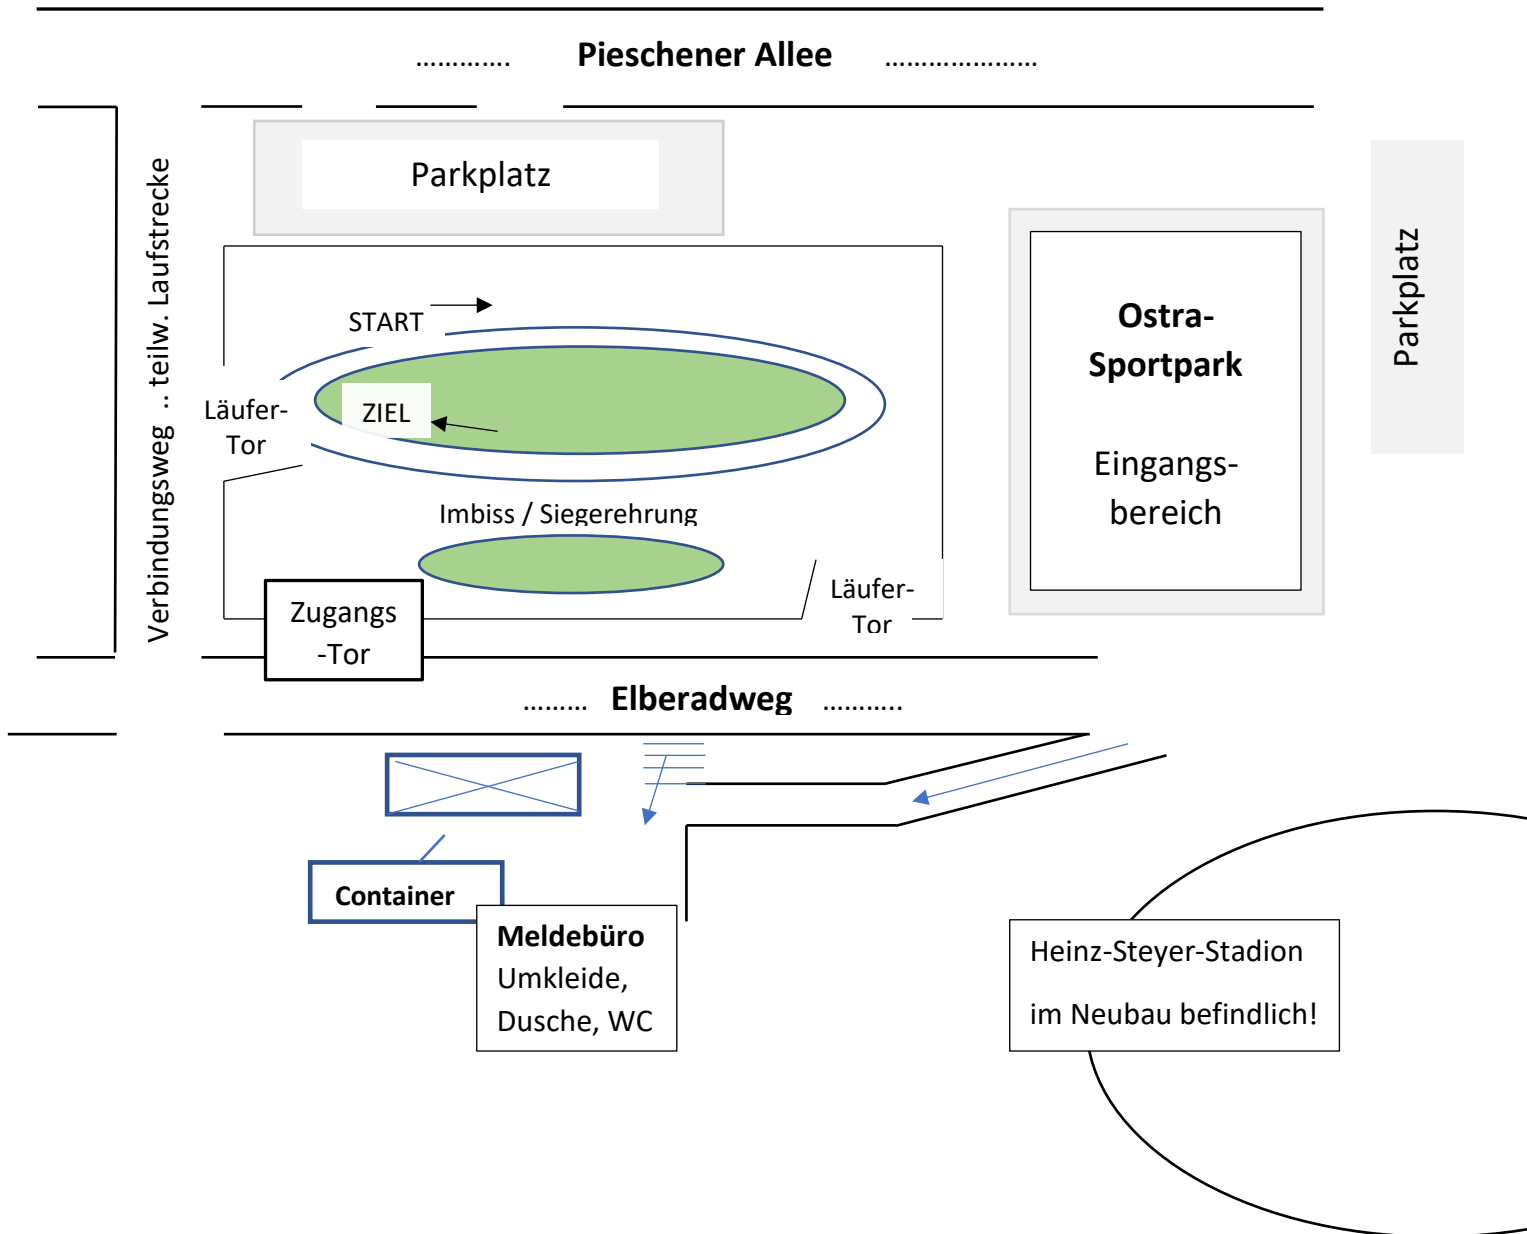 …………. Pieschener Allee …………………
Parkplatz
Verbindungsweg .. teilw. Laufstrecke
Parkplatz
START
Ostra-
Sportpark
Läufer-
Tor
ZIEL
Eingangs-
bereich
Imbiss / Siegerehrung
Läufer-
Tor
Zugangs
-Tor
……… Elberadweg ………..
Container
Meldebüro
Umkleide,
Dusche, WC
Heinz-Steyer-Stadion
im Neubau befindlich!